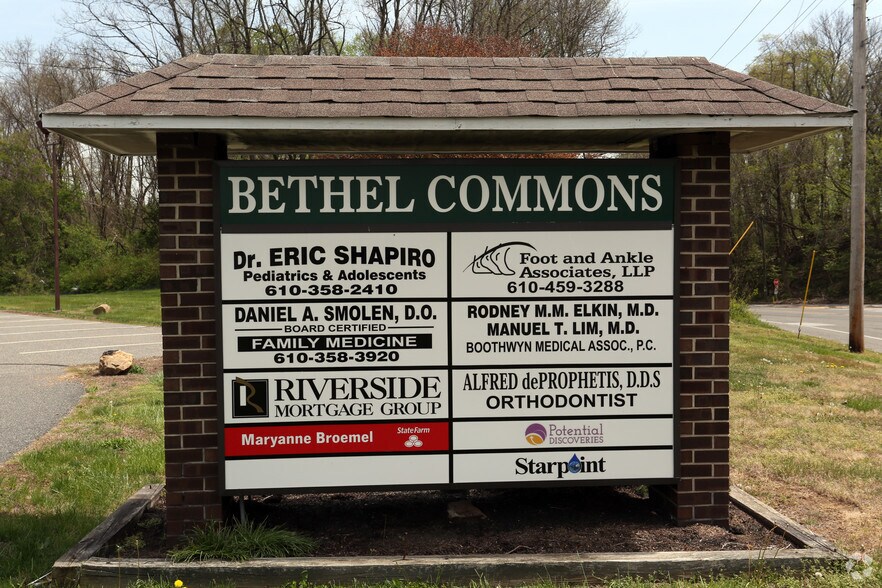 BETHEL COMMONS
Dr. ERIC SHAPIRO
Pediatrics & Adolescents
610-358-2410
DANIEL A. SMOLEN, D.O.
BOARD CERTIFIED
FAMILY MEDICINE
610-358-3920
RIVERSIDE
MORTGAGE GROUP
Maryanne Broemel
StateFarm
Foot and Ankle
Associates, LLP
610-459-3288
RODNEY M.M. ELKIN, M.D.
MANUEL T. LIM, M.D.
BOOTHWYN MEDICAL ASSOC., P.C.
ALFRED dePROPHETIS, D.D.S
ORTHODONTIST
Potential
DISCOVERIES
Starpoint